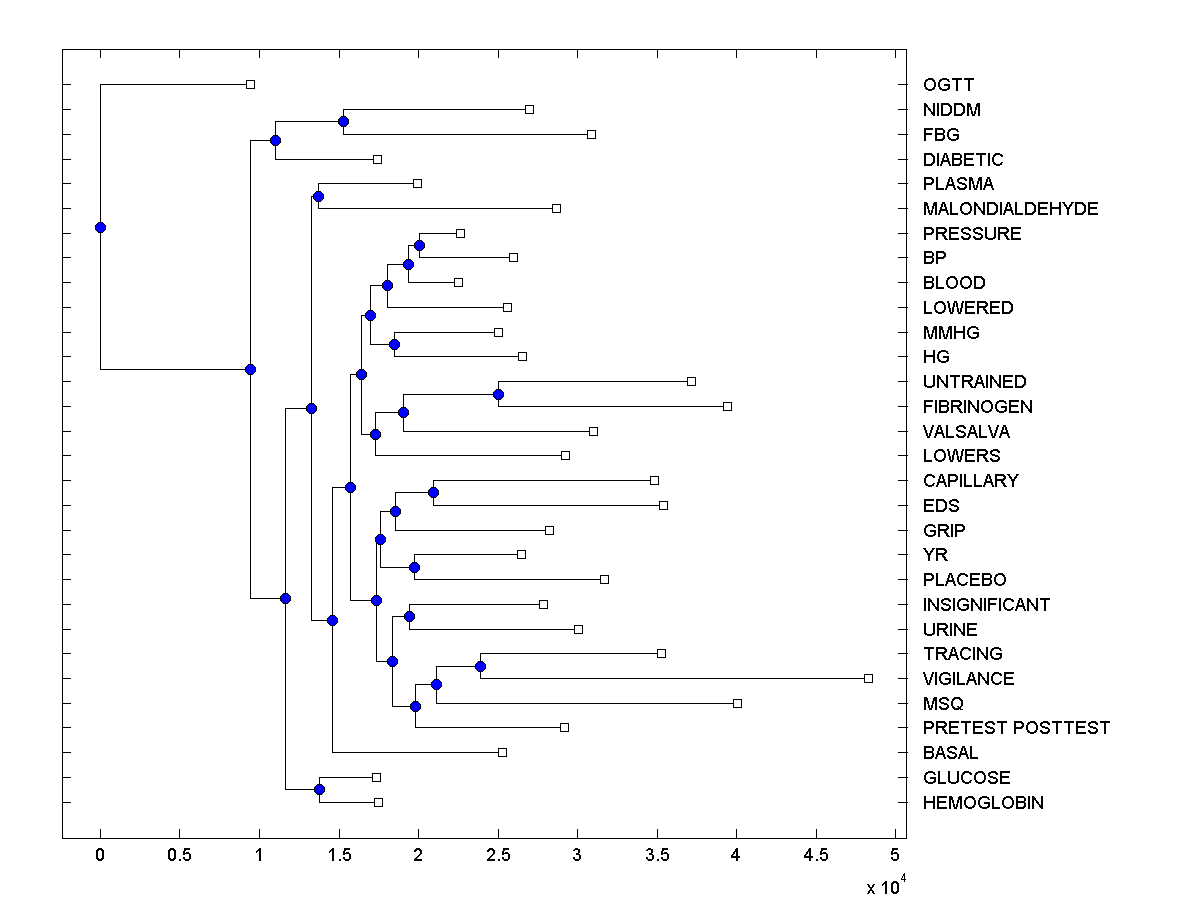 OGTT
NIDDM
FBG
DIABETIC
PLASMA
MALONDIALDEHYDE
PRESSURE
BP
BLOOD
LOWERED
MMHG
HG
UNTRAINED
FIBRINOGEN
VALSALVA
LOWERS
CAPILLARY
EDS
GRIP
YR
PLACEBO
INSIGNIFICANT
URINE
TRACING
VIGILANCE
MSQ
PRETEST POSTTEST
BASAL
GLUCOSE
HEMOGLOBIN
0 0.5 1 1.5 2 2.5 3 3.5 4 4.5 5
x 10^4